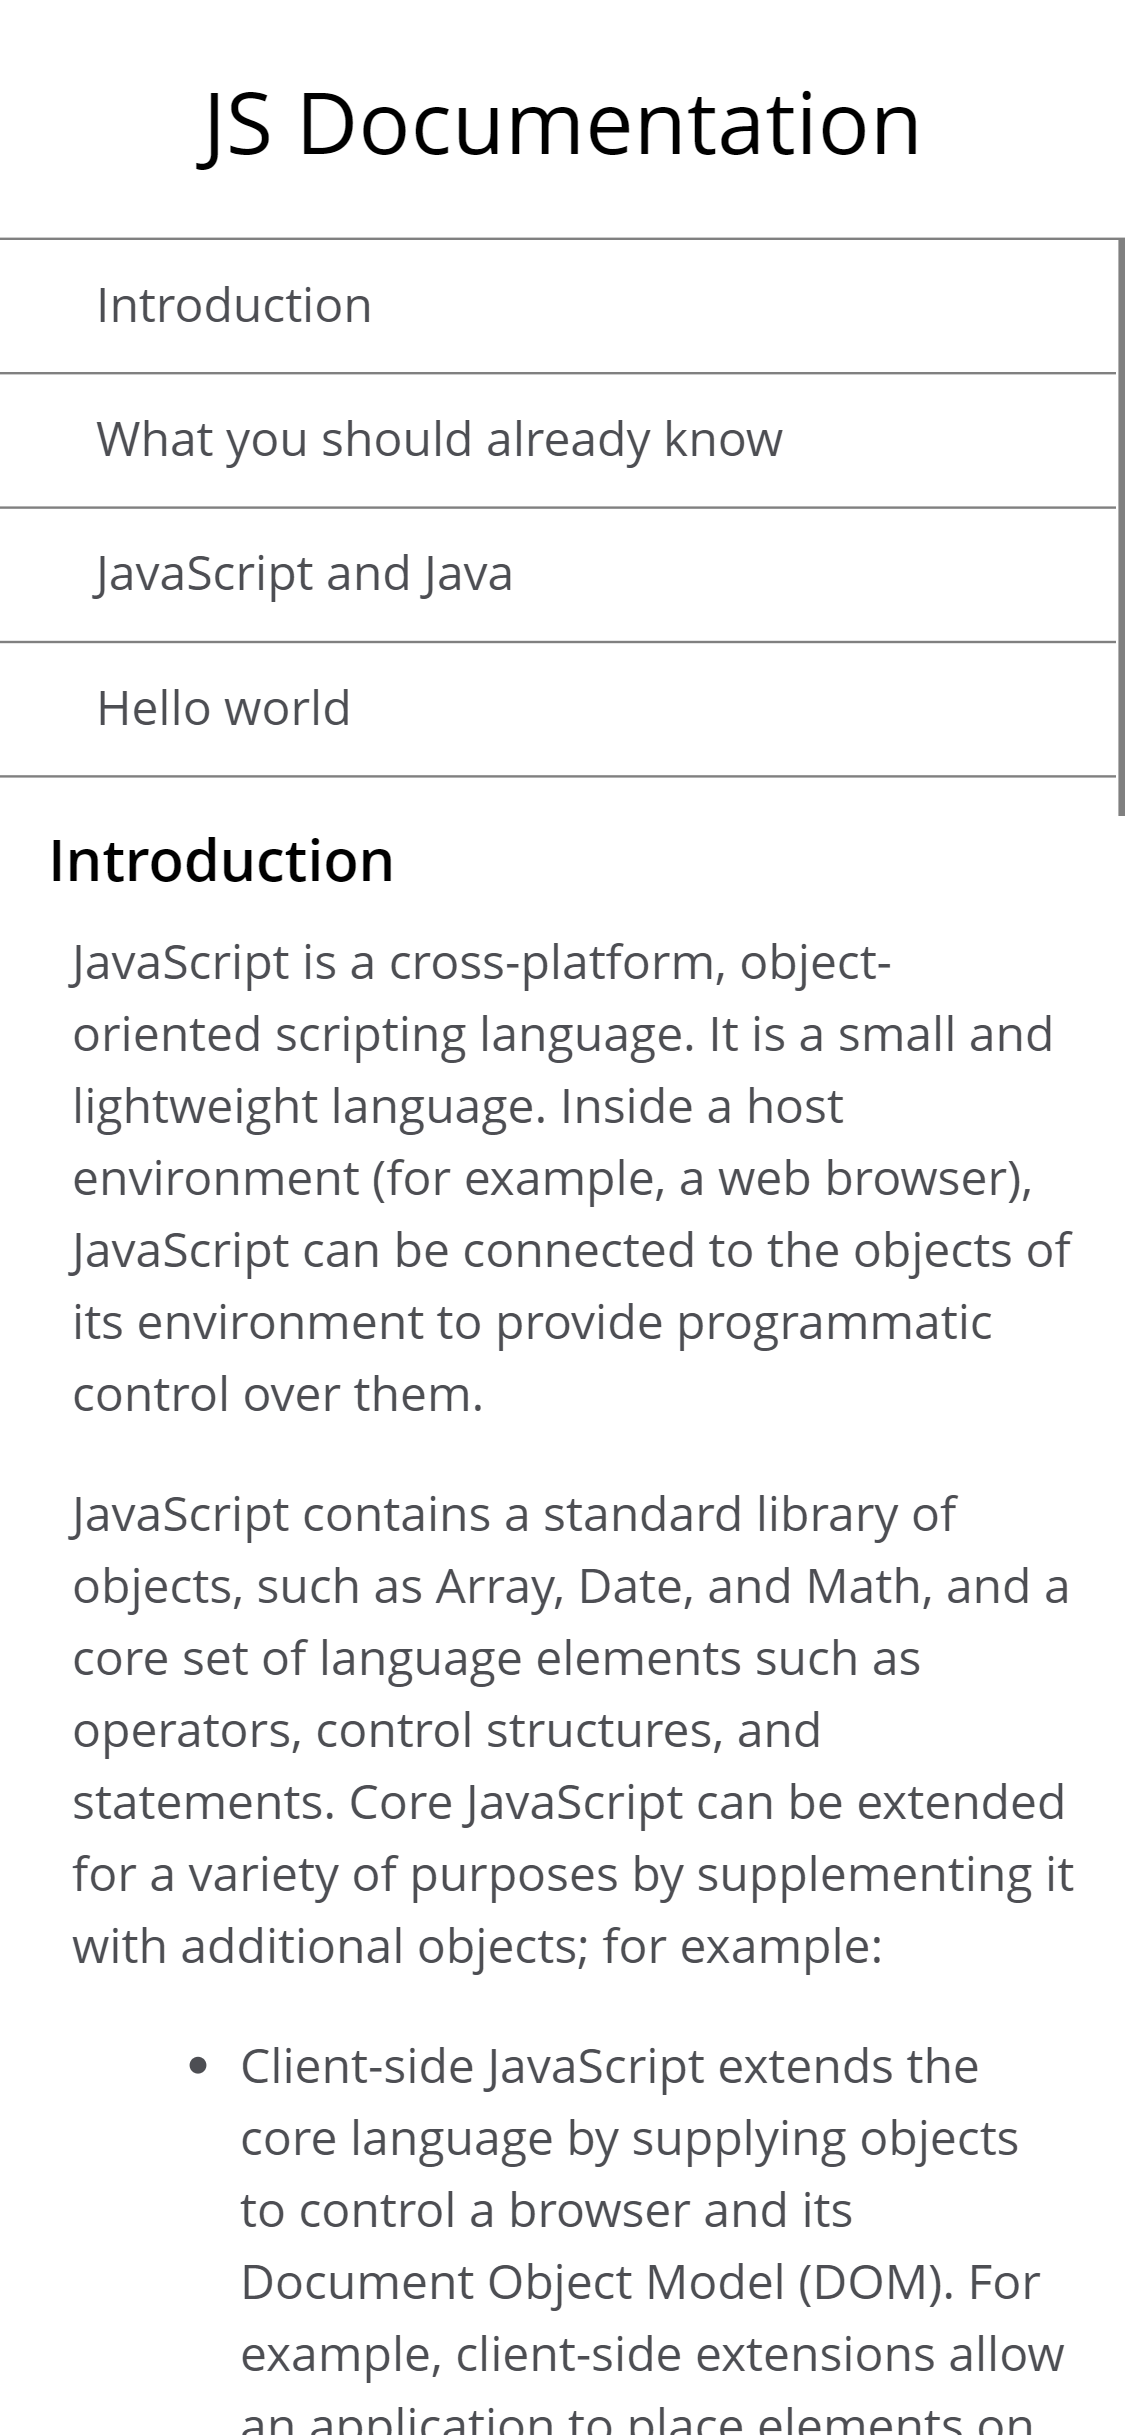 JS Documentation
Introduction
What you should already know
JavaScript and Java
Hello world
Introduction
JavaScript is a cross-platform, object-
oriented scripting language. It is a small and
lightweight language. Inside a host
environment (for example, a web browser),
JavaScript can be connected to the objects of
its environment to provide programmatic
control over them.
JavaScript contains a standard library of
objects, such as Array, Date, and Math, and a
core set of language elements such as
operators, control structures, and
statements. Core JavaScript can be extended
for a variety of purposes by supplementing it
with additional objects; for example:
• Client-side JavaScript extends the
core language by supplying objects
to control a browser and its
Document Object Model (DOM). For
example, client-side extensions allow
an application to place elements on